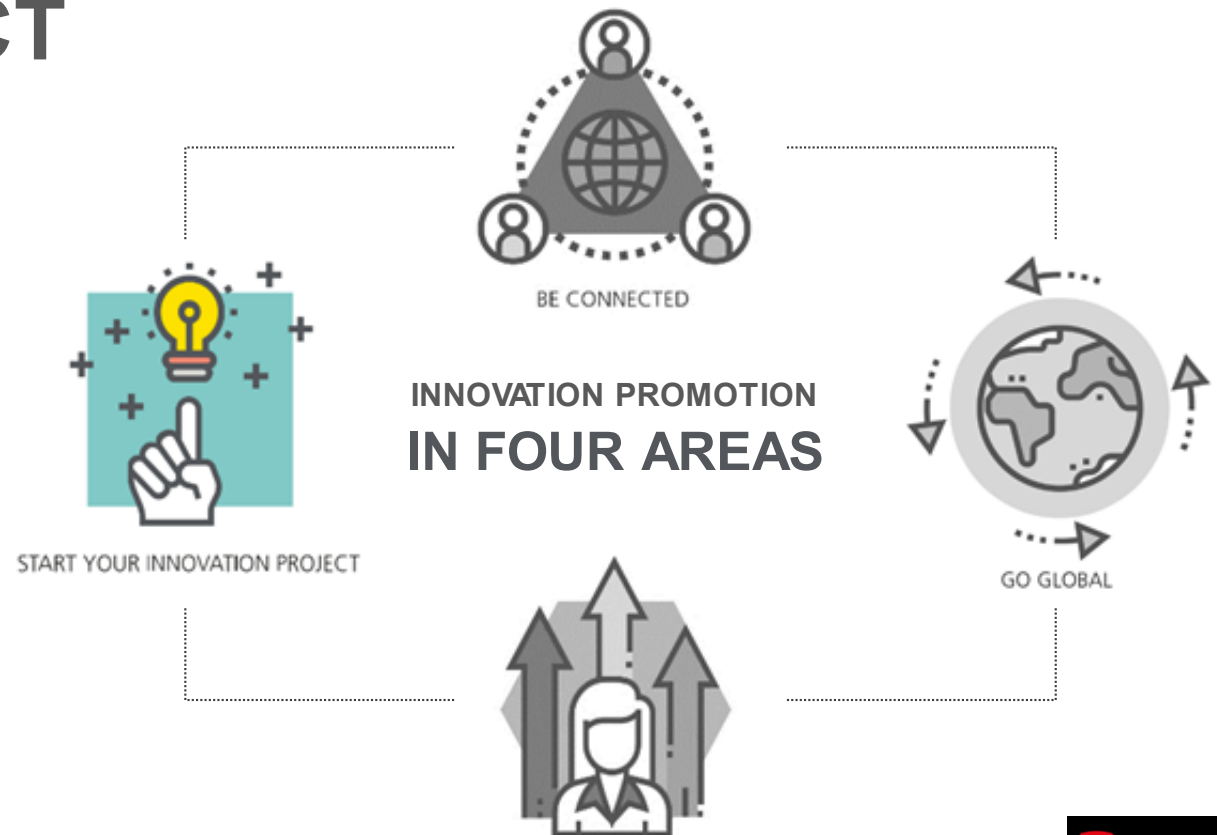 CT
BE CONNECTED
INNOVATION PROMOTION
IN FOUR AREAS
START YOUR INNOVATION PROJECT
GO GLOBAL